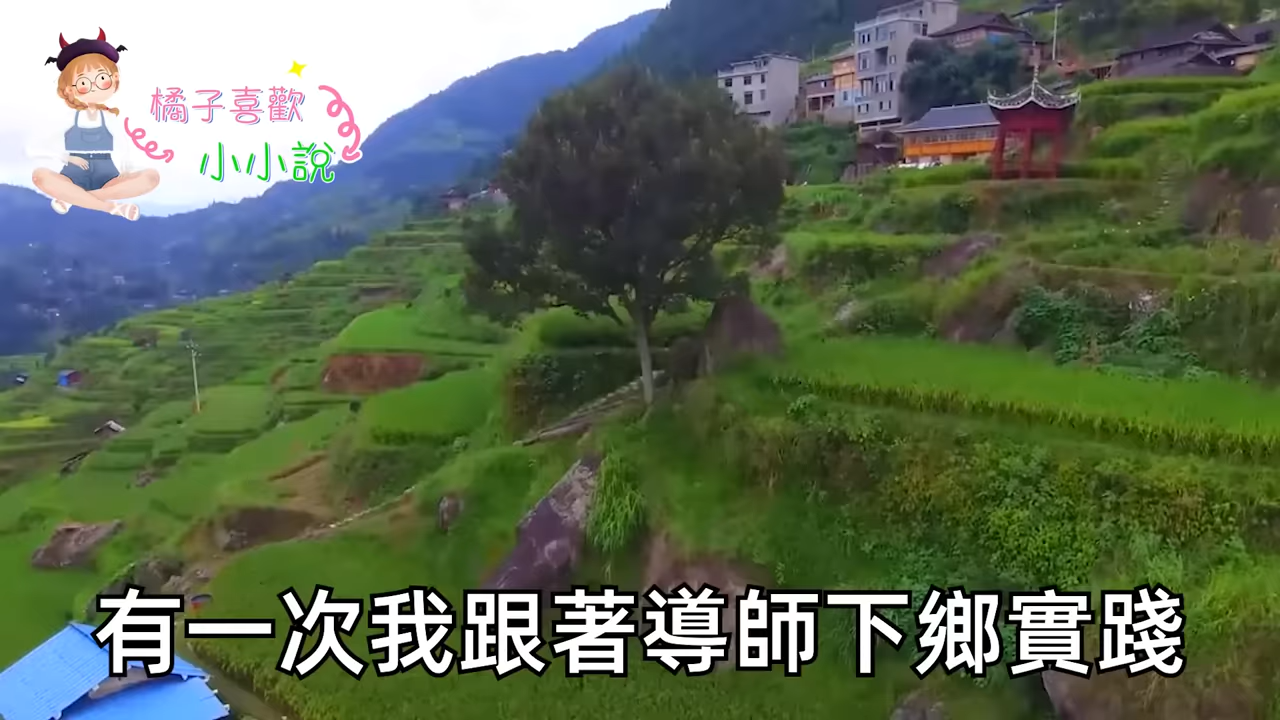 橘子喜歡
小小說
有一次我跟著導師下鄉實踐